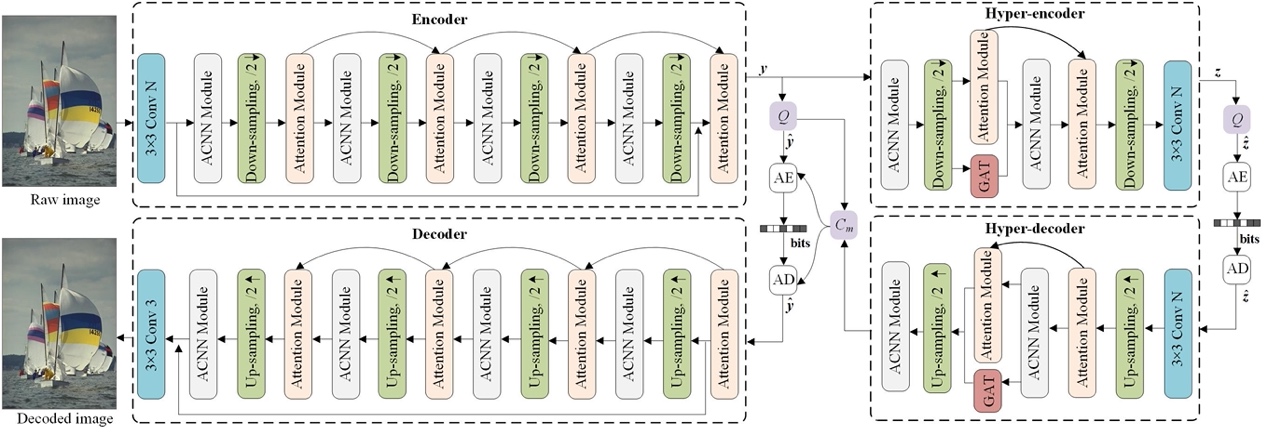 Encoder
3×3 Conv N
ACNN Module
Down-sampling, /2↓
Attention Module
ACNN Module
Down-sampling, /2↓
Attention Module
ACNN Module
Down-sampling, /2↓
Attention Module
ACNN Module
Down-sampling, /2↓
Attention Module
Raw image
y
Q
ŷ
AE
bits
AD
ŷ
C_m
Hyper-encoder
ACNN Module
Down-sampling, /2↓
Attention Module
GAT
ACNN Module
Attention Module
Down-sampling, /2↓
3×3 Conv N
z
Q
ẑ
AE
bits
AD
ẑ
Decoder
3×3 Conv 3
ACNN Module
Up-sampling, /2↑
Attention Module
ACNN Module
Up-sampling, /2↑
Attention Module
ACNN Module
Up-sampling, /2↑
Attention Module
ACNN Module
Up-sampling, /2↑
Attention Module
Decoded image
Hyper-decoder
ACNN Module
Up-sampling, /2↑
Attention Module
GAT
ACNN Module
Attention Module
Up-sampling, /2↑
3×3 Conv N